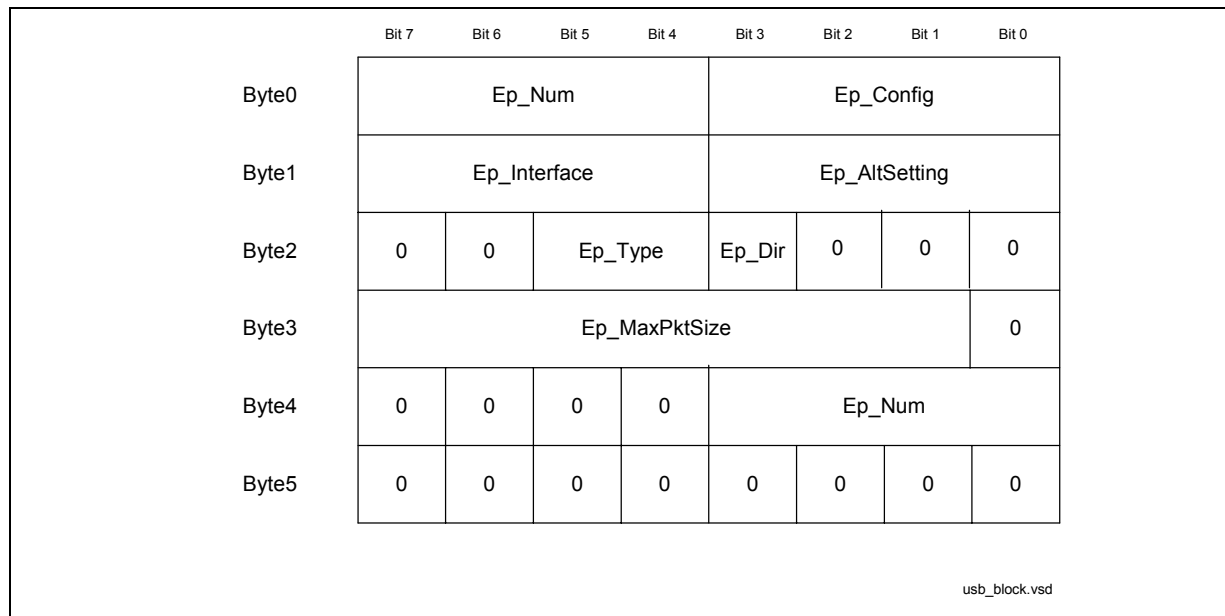 Bit 7 Bit 6 Bit 5 Bit 4 Bit 3 Bit 2 Bit 1 Bit 0
Byte0 Ep_Num Ep_Config
Byte1 Ep_Interface Ep_AltSetting
Byte2 0 0 Ep_Type Ep_Dir 0 0 0
Byte3 Ep_MaxPktSize 0
Byte4 0 0 0 0 Ep_Num
Byte5 0 0 0 0 0 0 0 0
usb_block.vsd